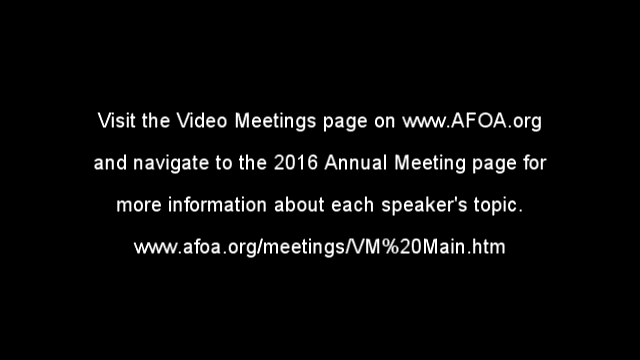 Visit the Video Meetings page on www.AFOA.org
and navigate to the 2016 Annual Meeting page for
more information about each speaker's topic.
www.afoa.org/meetings/VM%20Main.htm